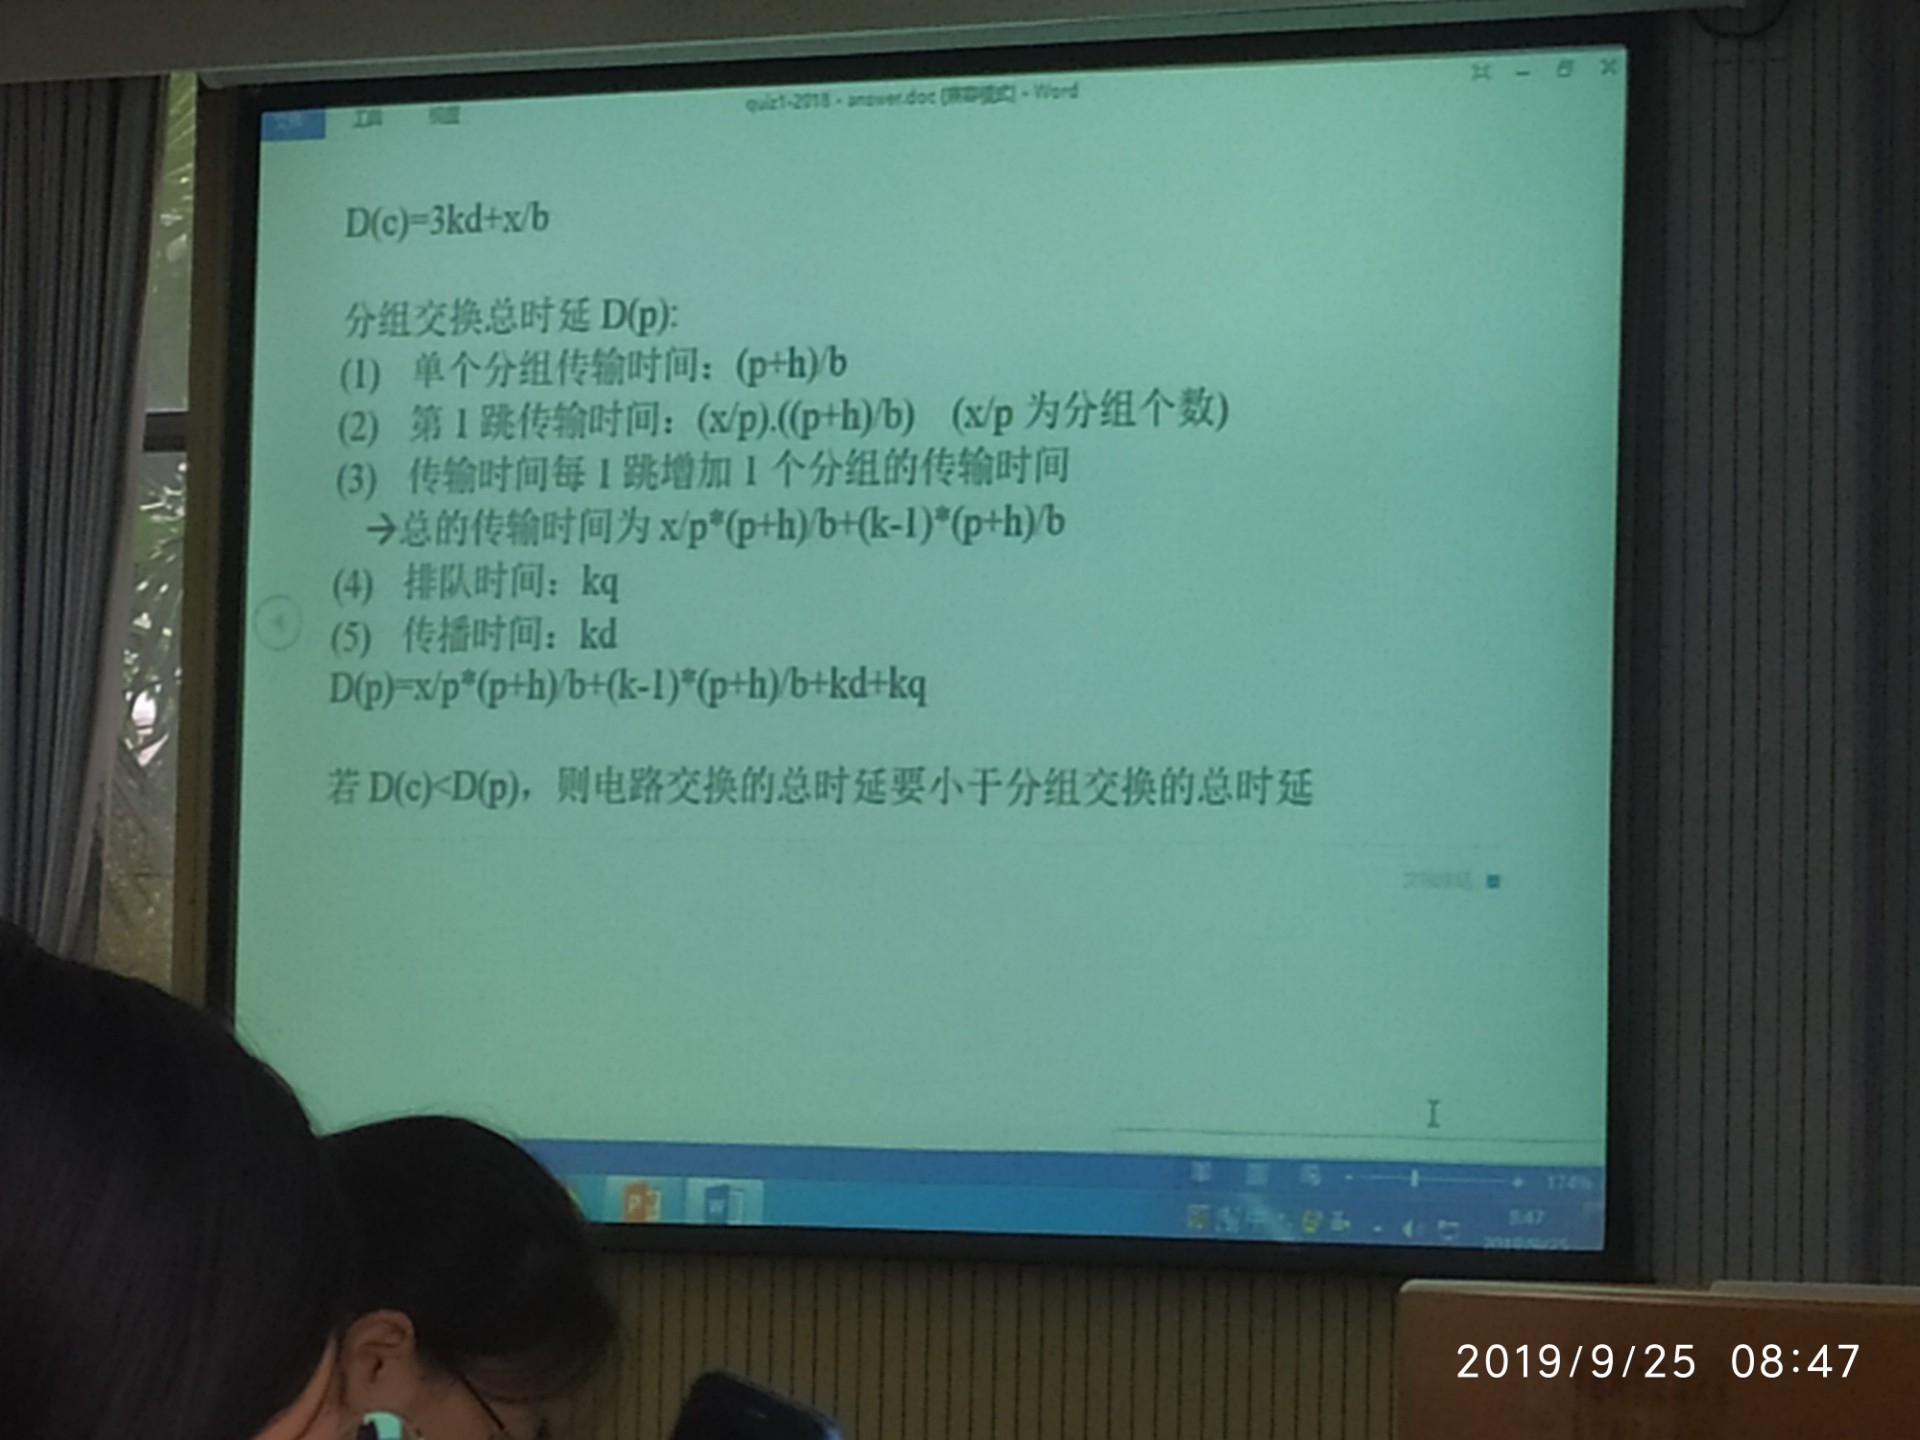 工具 视图
quiz1-2018 - answer.doc [兼容模式] - Word
D(c)=3kd+x/b
分组交换总时延 D(p):
(1) 单个分组传输时间：(p+h)/b
(2) 第 1 跳传输时间：(x/p).((p+h)/b) (x/p 为分组个数)
(3) 传输时间每 1 跳增加 1 个分组的传输时间
→总的传输时间为 x/p*(p+h)/b+(k-1)*(p+h)/b
(4) 排队时间：kq
(5) 传播时间：kd
D(p)=x/p*(p+h)/b+(k-1)*(p+h)/b+kd+kq
若 D(c)<D(p)，则电路交换的总时延要小于分组交换的总时延
174%
8:47
2019/9/25
2019/9/25 08:47